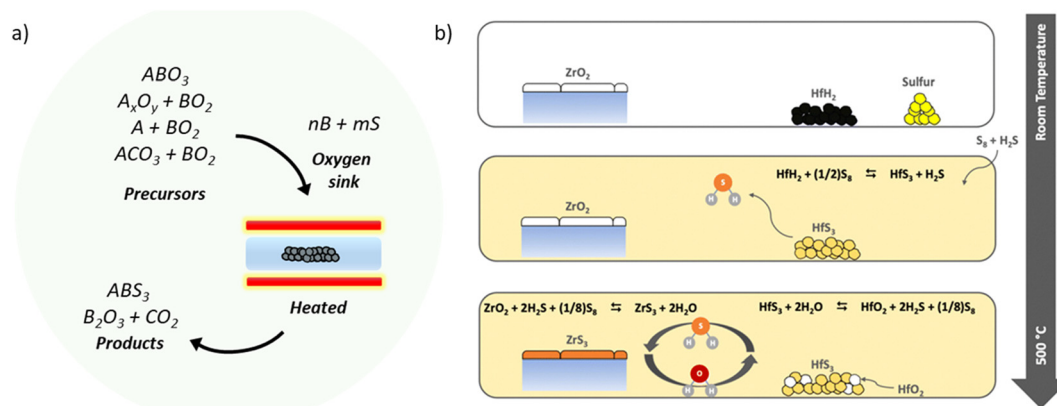 a)
ABO₃
AₓOᵧ + BO₂
A + BO₂
ACO₃ + BO₂
Precursors
nB + mS
Oxygen
sink
Heated
ABS₃
B₂O₃ + CO₂
Products
b)
ZrO₂
HfH₂
Sulfur
Room Temperature
S₈ + H₂S
HfH₂ + (1/2)S₈ ⇆ HfS₃ + H₂S
S
H H
ZrO₂
HfS₃
ZrO₂ + 2H₂S + (1/8)S₈ ⇆ ZrS₃ + 2H₂O
HfS₃ + 2H₂O ⇆ HfO₂ + 2H₂S + (1/8)S₈
S
H H
ZrS₃
O
H H
HfS₃
HfO₂
500 °C